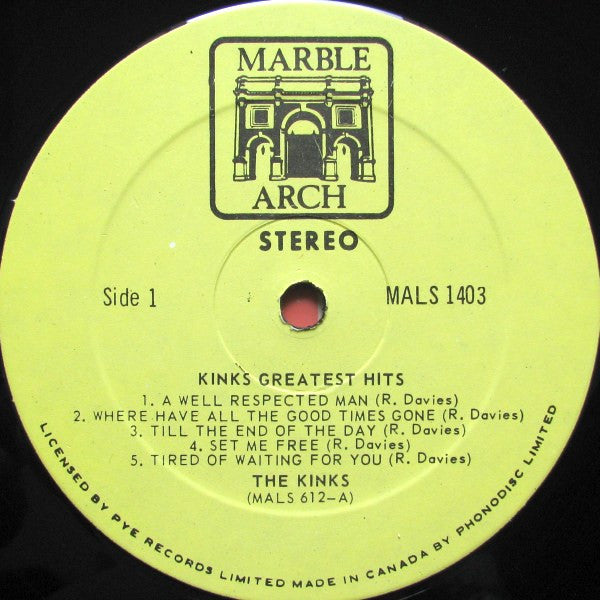 MARBLE
ARCH
STEREO
Side 1
MALS 1403
KINKS GREATEST HITS
1. A WELL RESPECTED MAN (R. Davies)
2. WHERE HAVE ALL THE GOOD TIMES GONE (R. Davies)
3. TILL THE END OF THE DAY (R. Davies)
4. SET ME FREE (R. Davies)
5. TIRED OF WAITING FOR YOU (R. Davies)
THE KINKS
(MALS 612-A)
LICENSED BY PYE RECORDS LIMITED MADE IN CANADA BY PHONODISC LIMITED